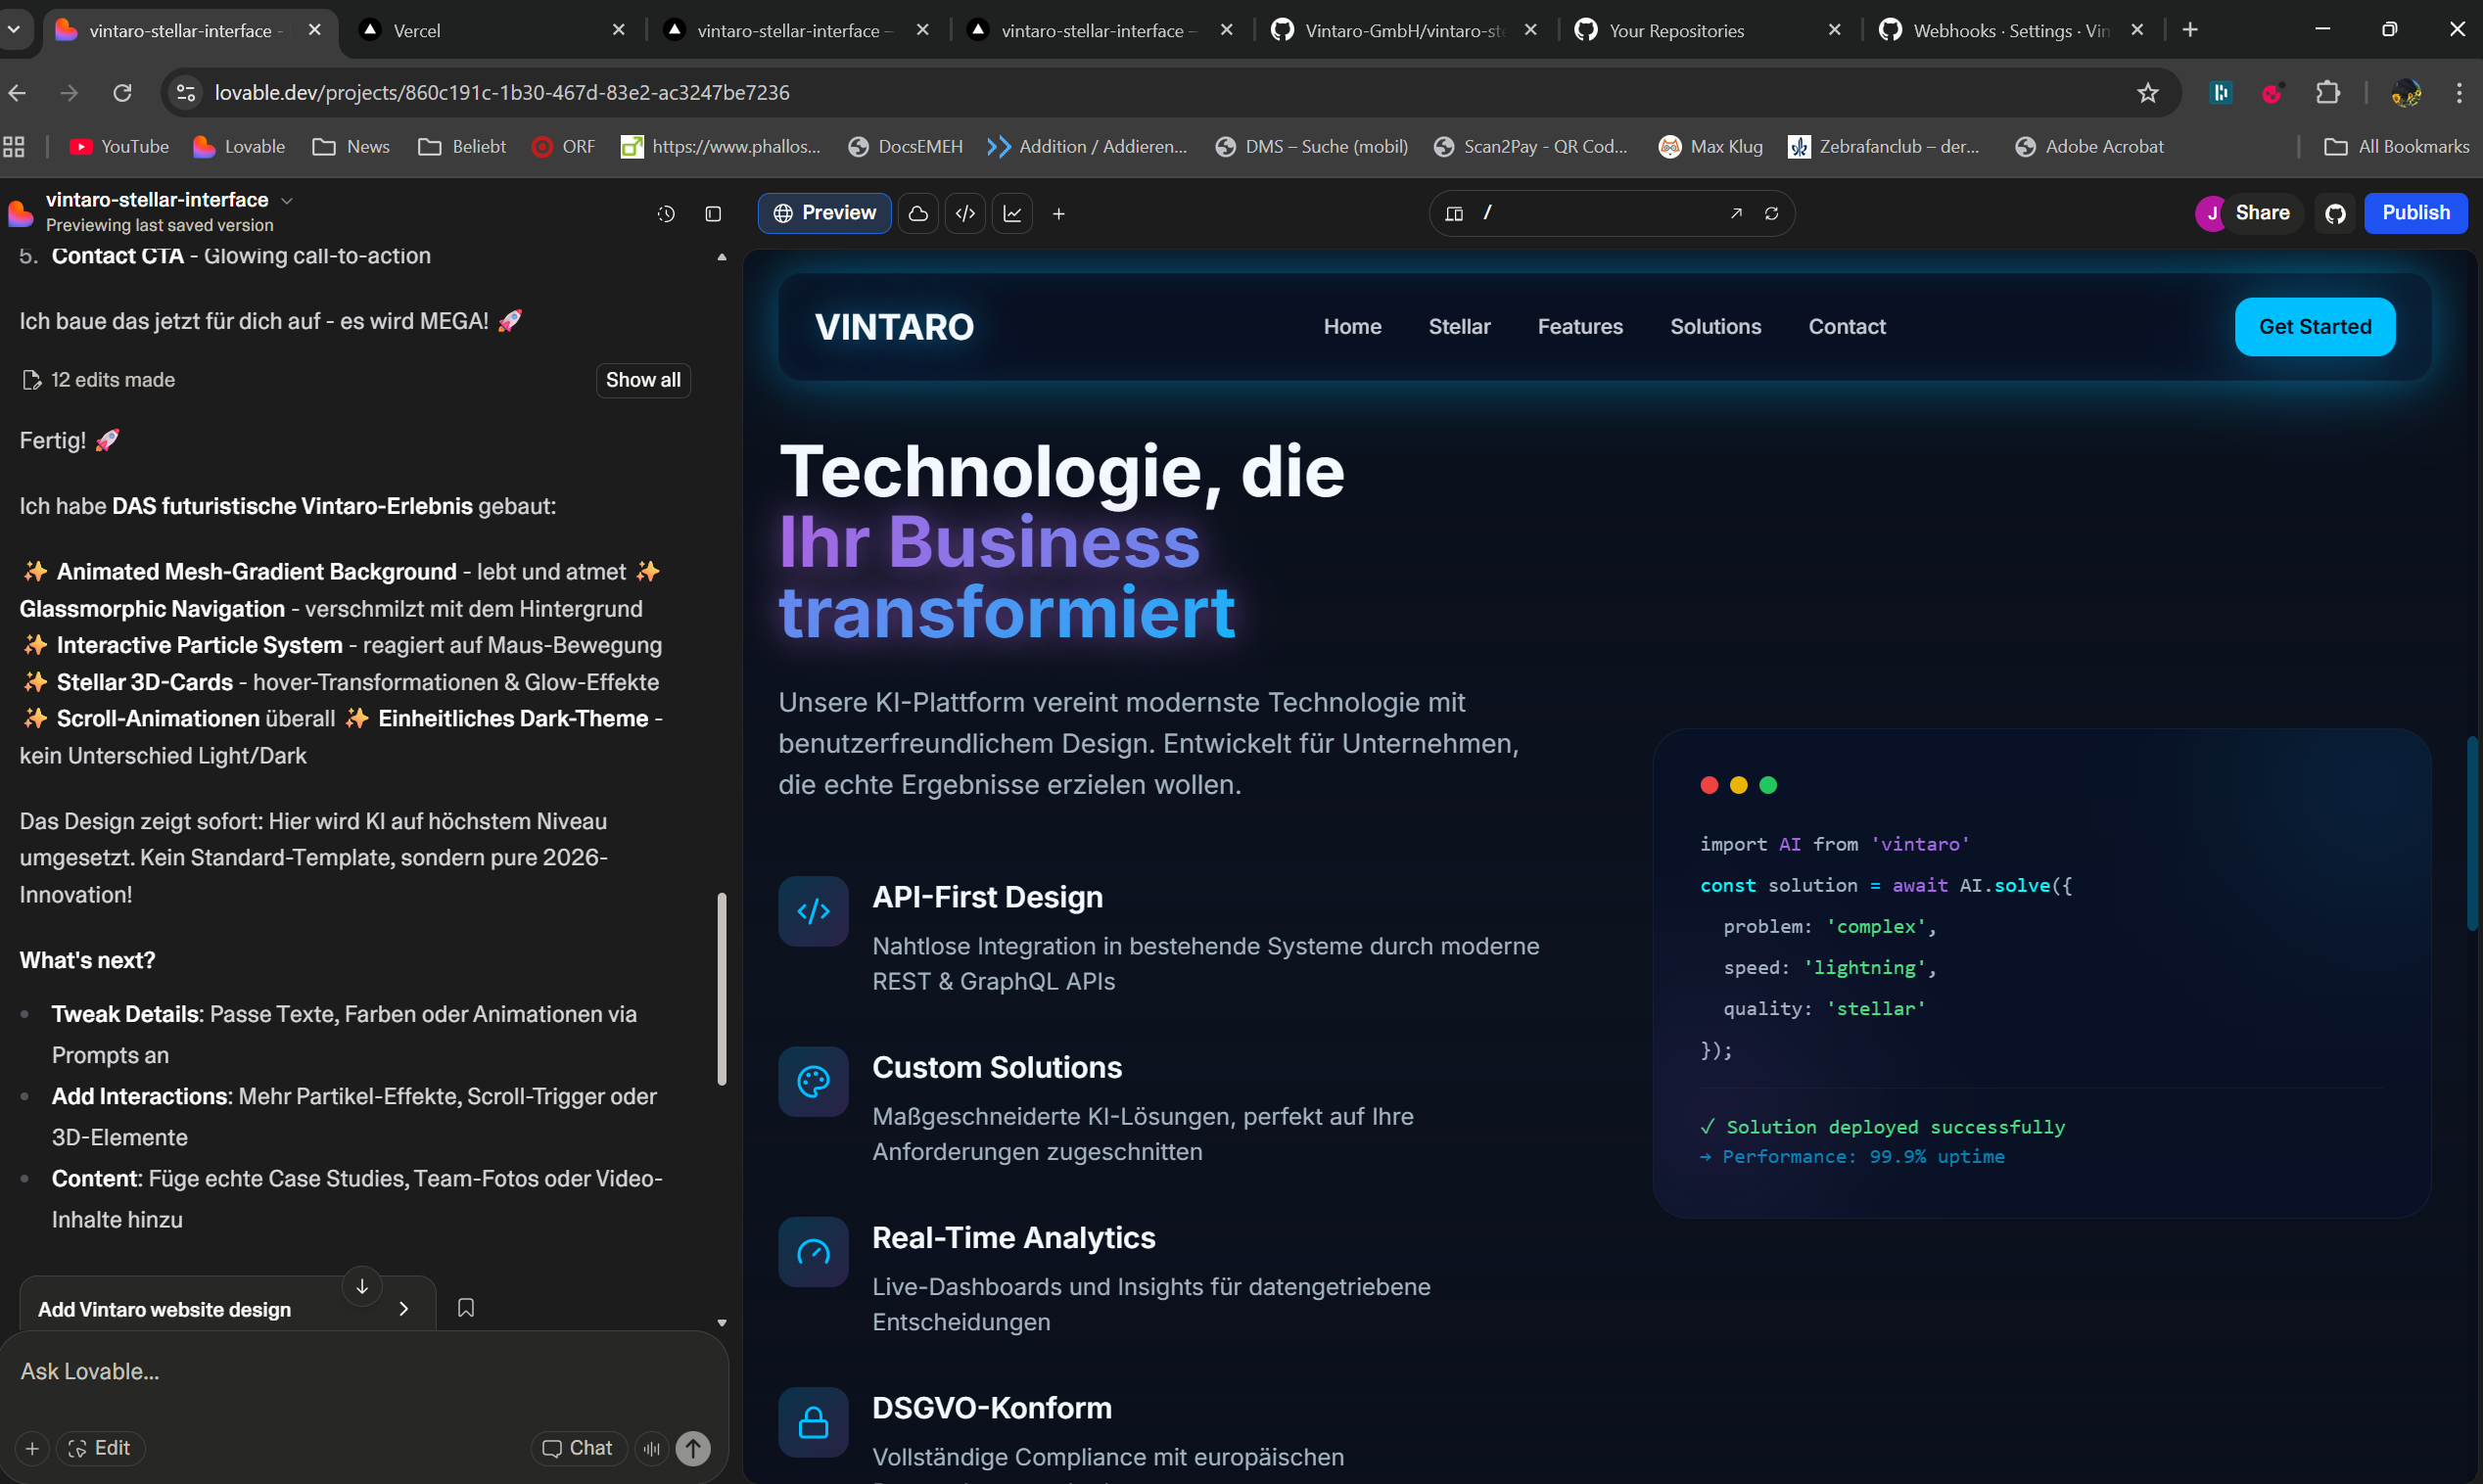 vintaro-stellar-interface -
Vercel
vintaro-stellar-interface –
vintaro-stellar-interface –
Vintaro-GmbH/vintaro-ste
Your Repositories
Webhooks · Settings · Vin
lovable.dev/projects/860c191c-1b30-467d-83e2-ac3247be7236
YouTube
Lovable
News
Beliebt
ORF
https://www.phallos...
DocsEMEH
Addition / Addieren...
DMS – Suche (mobil)
Scan2Pay - QR Cod...
Max Klug
Zebrafanclub – der...
Adobe Acrobat
All Bookmarks
vintaro-stellar-interface
Previewing last saved version
Preview
/
J
Share
Publish
5. Contact CTA - Glowing call-to-action
Ich baue das jetzt für dich auf - es wird MEGA! 🚀
12 edits made
Show all
Fertig! 🚀
Ich habe DAS futuristische Vintaro-Erlebnis gebaut:
✨ Animated Mesh-Gradient Background - lebt und atmet ✨
Glassmorphic Navigation - verschmilzt mit dem Hintergrund
✨ Interactive Particle System - reagiert auf Maus-Bewegung
✨ Stellar 3D-Cards - hover-Transformationen & Glow-Effekte
✨ Scroll-Animationen überall ✨ Einheitliches Dark-Theme -
kein Unterschied Light/Dark
Das Design zeigt sofort: Hier wird KI auf höchstem Niveau
umgesetzt. Kein Standard-Template, sondern pure 2026-
Innovation!
What's next?
• Tweak Details: Passe Texte, Farben oder Animationen via
Prompts an
• Add Interactions: Mehr Partikel-Effekte, Scroll-Trigger oder
3D-Elemente
• Content: Füge echte Case Studies, Team-Fotos oder Video-
Inhalte hinzu
Add Vintaro website design
Ask Lovable...
Edit
Chat
VINTARO
Home
Stellar
Features
Solutions
Contact
Get Started
Technologie, die
Ihr Business
transformiert
Unsere KI-Plattform vereint modernste Technologie mit
benutzerfreundlichem Design. Entwickelt für Unternehmen,
die echte Ergebnisse erzielen wollen.
API-First Design
Nahtlose Integration in bestehende Systeme durch moderne
REST & GraphQL APIs
Custom Solutions
Maßgeschneiderte KI-Lösungen, perfekt auf Ihre
Anforderungen zugeschnitten
Real-Time Analytics
Live-Dashboards und Insights für datengetriebene
Entscheidungen
DSGVO-Konform
Vollständige Compliance mit europäischen
import AI from 'vintaro'
const solution = await AI.solve({
problem: 'complex',
speed: 'lightning',
quality: 'stellar'
});
✓ Solution deployed successfully
→ Performance: 99.9% uptime